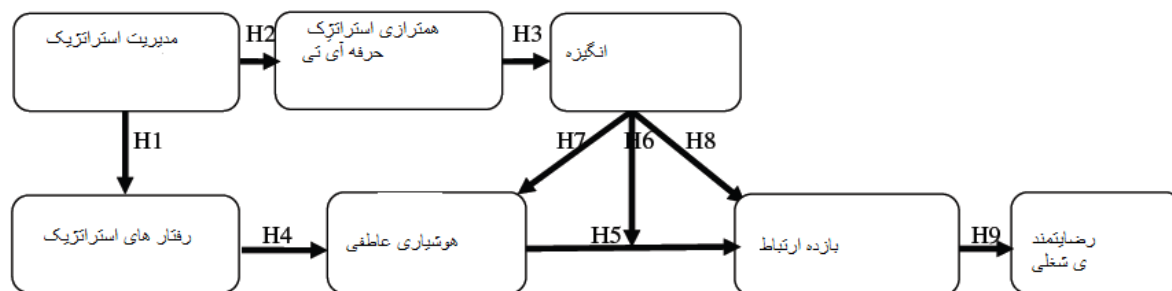 مدیریت استراتژیک
H2
همترازی استراتژِک
حرفه آی تی
H3
انگیزه
H1
H7
H6
H8
رفتار های استراتژیک
H4
هوشیاری عاطفی
H5
بازده ارتباط
H9
رضایتمند
ی شغلی